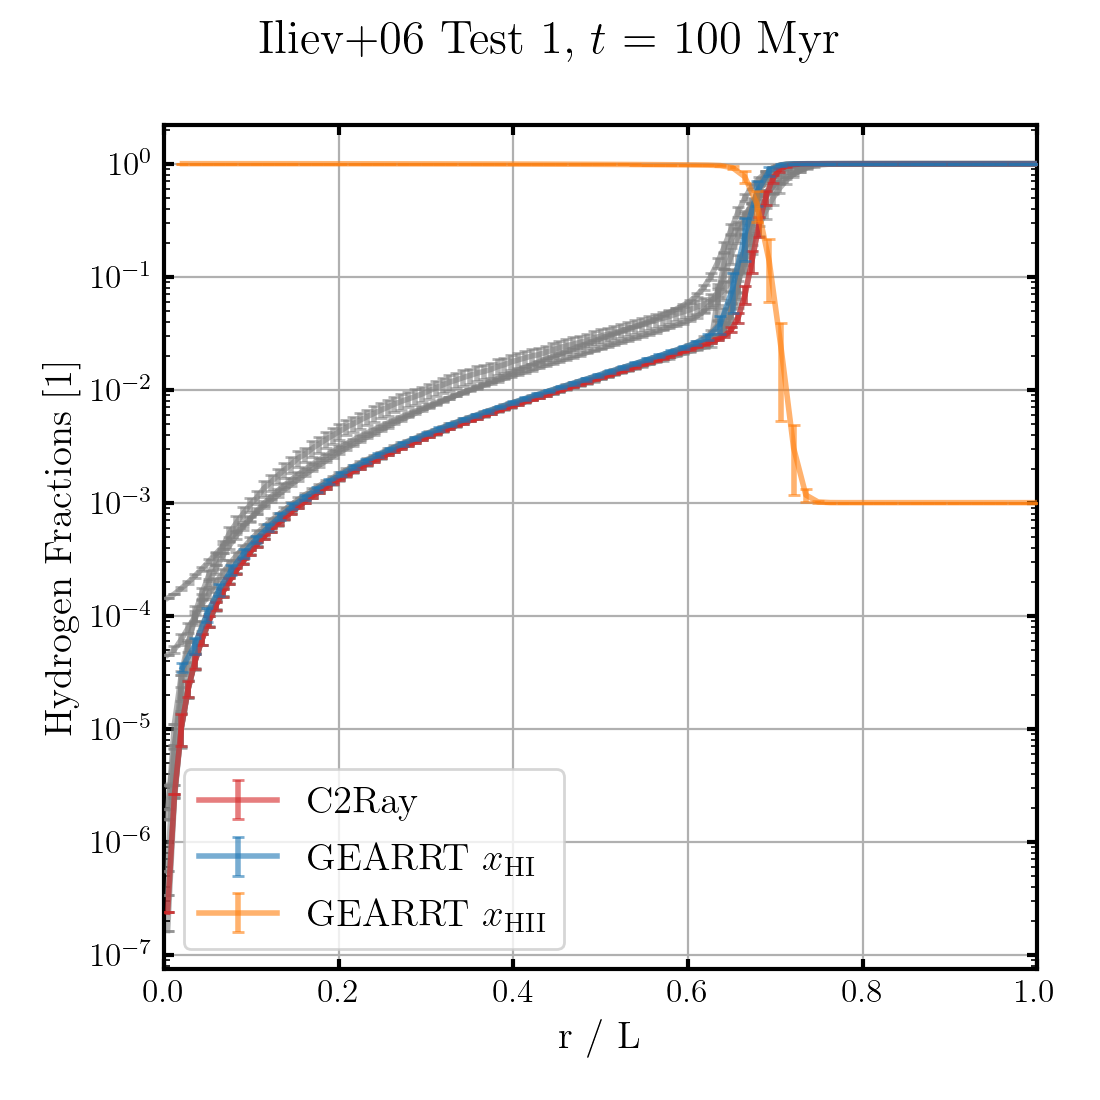 Iliev+06 Test 1, t = 100 Myr
Hydrogen Fractions [1]
10⁰
10⁻¹
10⁻²
10⁻³
10⁻⁴
10⁻⁵
10⁻⁶
10⁻⁷
C2Ray
GEARRT x_HI
GEARRT x_HII
0.0 0.2 0.4 0.6 0.8 1.0
r / L